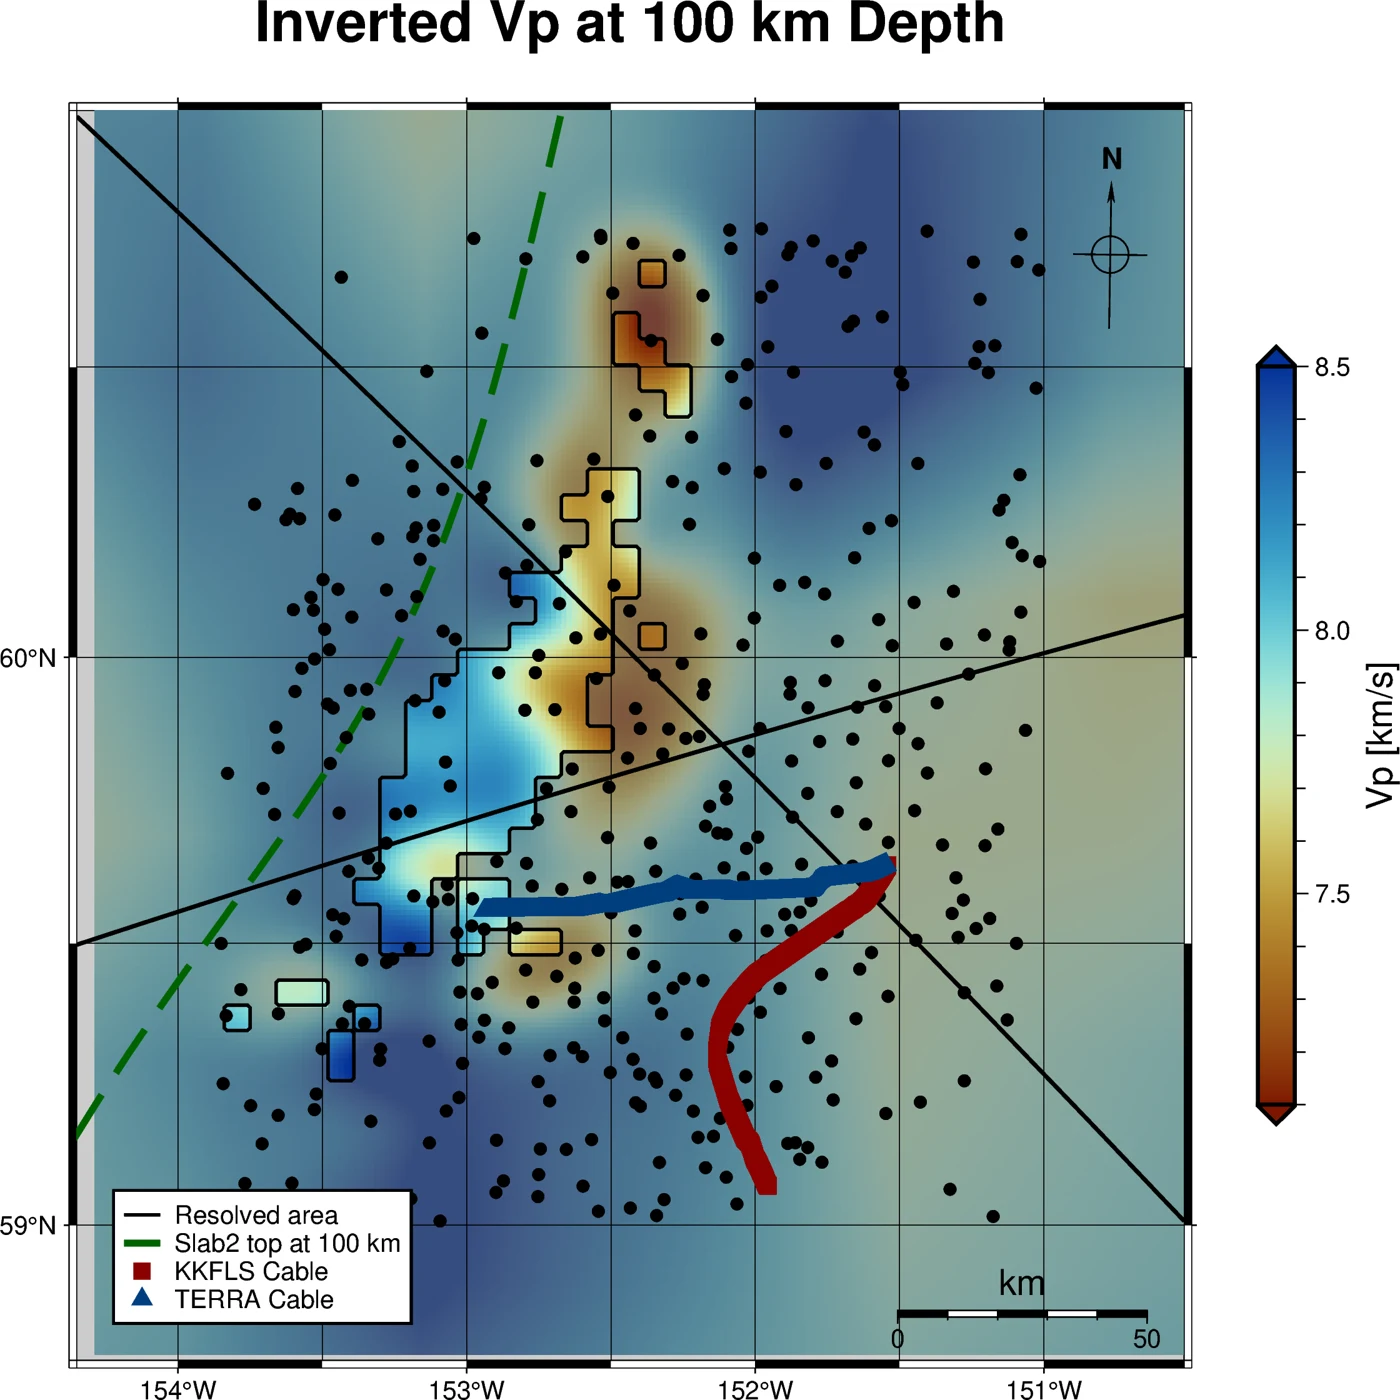 Inverted Vp at 100 km Depth
N
8.5
8.0
7.5
Vp [km/s]
60°N
59°N
Resolved area
Slab2 top at 100 km
KKFLS Cable
TERRA Cable
km
0 50
154°W 153°W 152°W 151°W